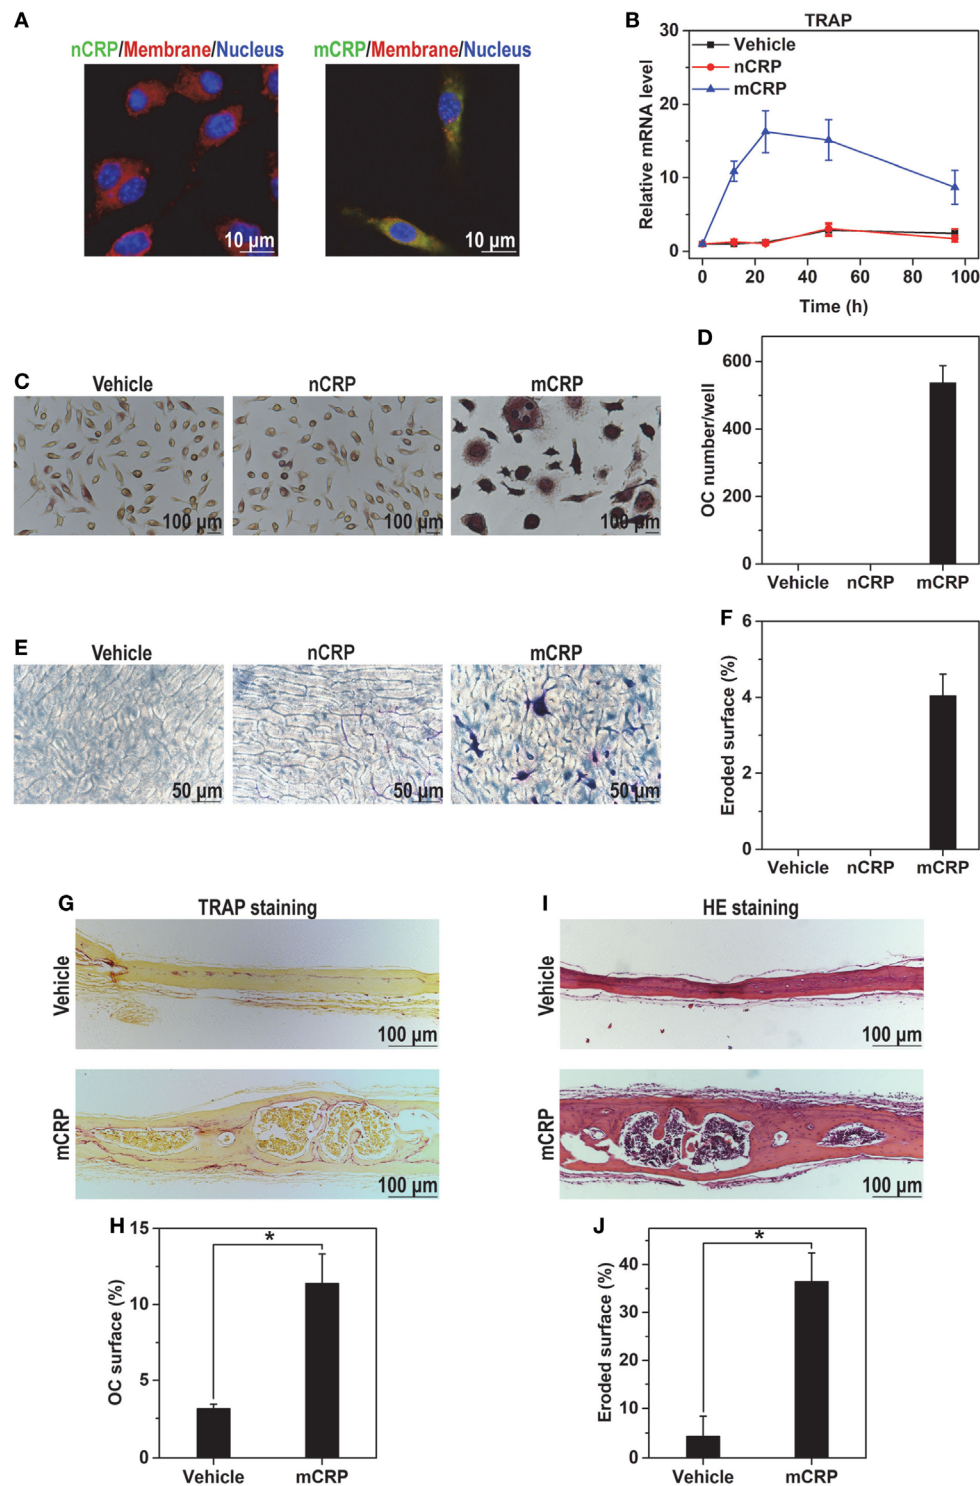 A
nCRP/Membrane/Nucleus
mCRP/Membrane/Nucleus
10 µm
10 µm
B
TRAP
Vehicle
nCRP
mCRP
Relative mRNA level
30
20
10
0
0 20 40 60 80 100
Time (h)
C
Vehicle
nCRP
mCRP
100 µm
100 µm
100 µm
D
OC number/well
600
400
200
0
Vehicle nCRP mCRP
E
Vehicle
nCRP
mCRP
50 µm
50 µm
50 µm
F
Eroded surface (%)
6
4
2
0
Vehicle nCRP mCRP
G
TRAP staining
Vehicle
100 µm
mCRP
100 µm
H
OC surface (%)
15
10
5
0
*
Vehicle mCRP
I
HE staining
Vehicle
100 µm
mCRP
100 µm
J
Eroded surface (%)
40
30
20
10
0
*
Vehicle mCRP